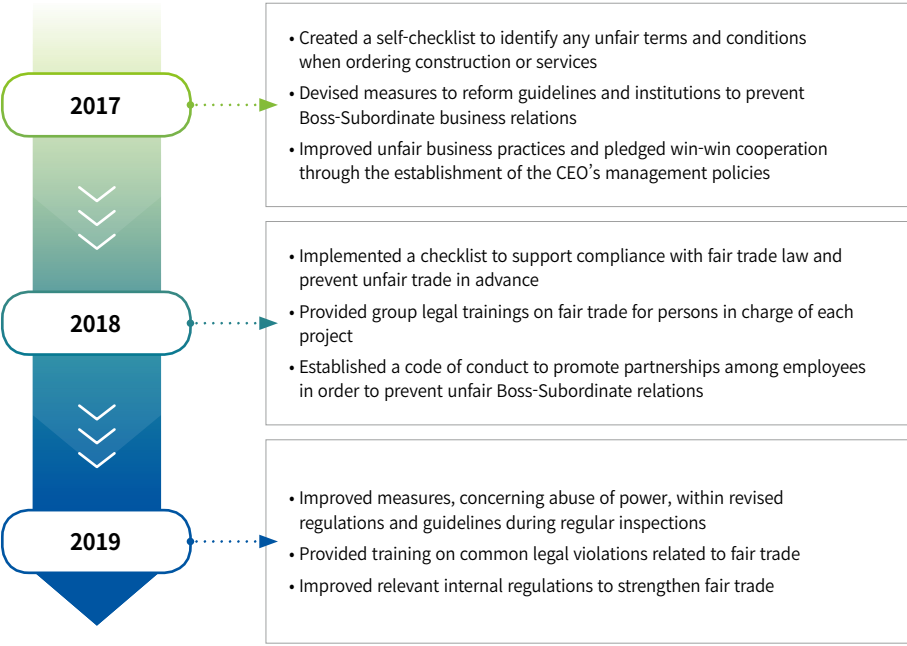 2017
• Created a self-checklist to identify any unfair terms and conditions
when ordering construction or services
• Devised measures to reform guidelines and institutions to prevent
Boss-Subordinate business relations
• Improved unfair business practices and pledged win-win cooperation
through the establishment of the CEO’s management policies
2018
• Implemented a checklist to support compliance with fair trade law and
prevent unfair trade in advance
• Provided group legal trainings on fair trade for persons in charge of each
project
• Established a code of conduct to promote partnerships among employees
in order to prevent unfair Boss-Subordinate relations
2019
• Improved measures, concerning abuse of power, within revised
regulations and guidelines during regular inspections
• Provided training on common legal violations related to fair trade
• Improved relevant internal regulations to strengthen fair trade